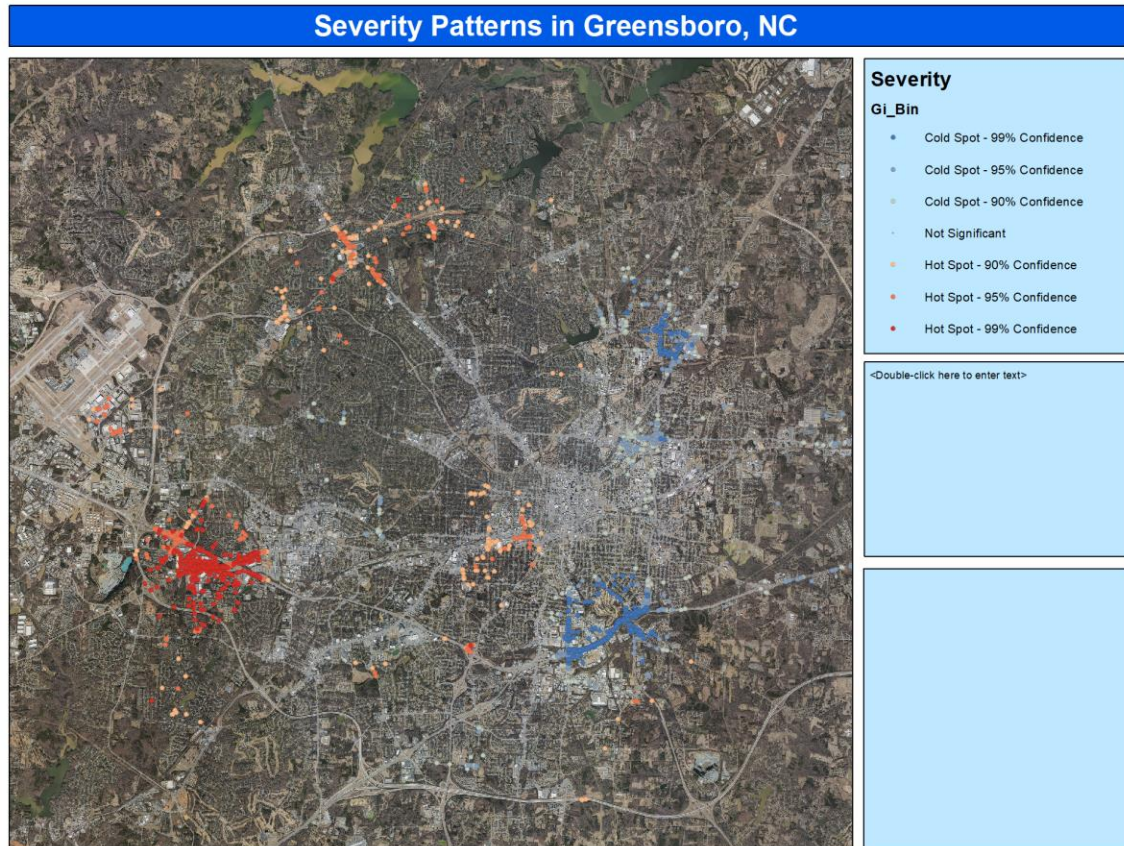 Severity Patterns in Greensboro, NC
Severity
Gi_Bin
Cold Spot - 99% Confidence
Cold Spot - 95% Confidence
Cold Spot - 90% Confidence
Not Significant
Hot Spot - 90% Confidence
Hot Spot - 95% Confidence
Hot Spot - 99% Confidence
<Double-click here to enter text>